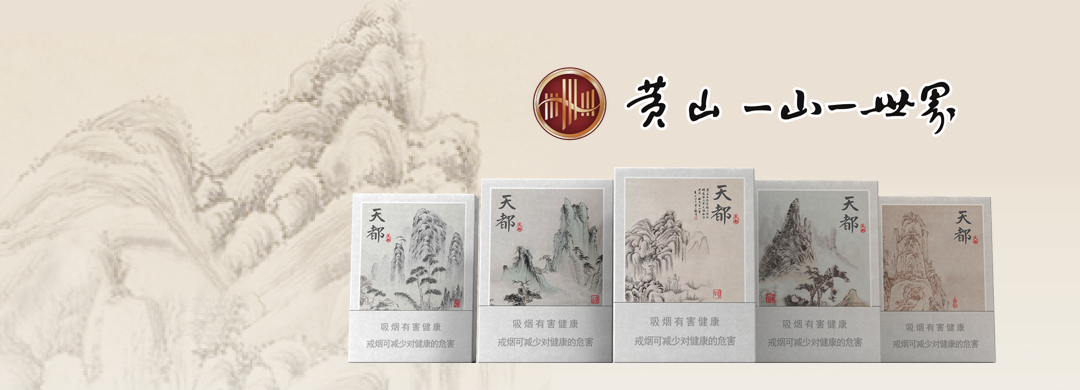 黄山 一山一世界
天都
吸烟有害健康
戒烟可减少对健康的危害
天都
吸烟有害健康
戒烟可减少对健康的危害
天都
吸烟有害健康
戒烟可减少对健康的危害
天都
吸烟有害健康
戒烟可减少对健康的危害
天都
吸烟有害健康
戒烟可减少对健康的危害